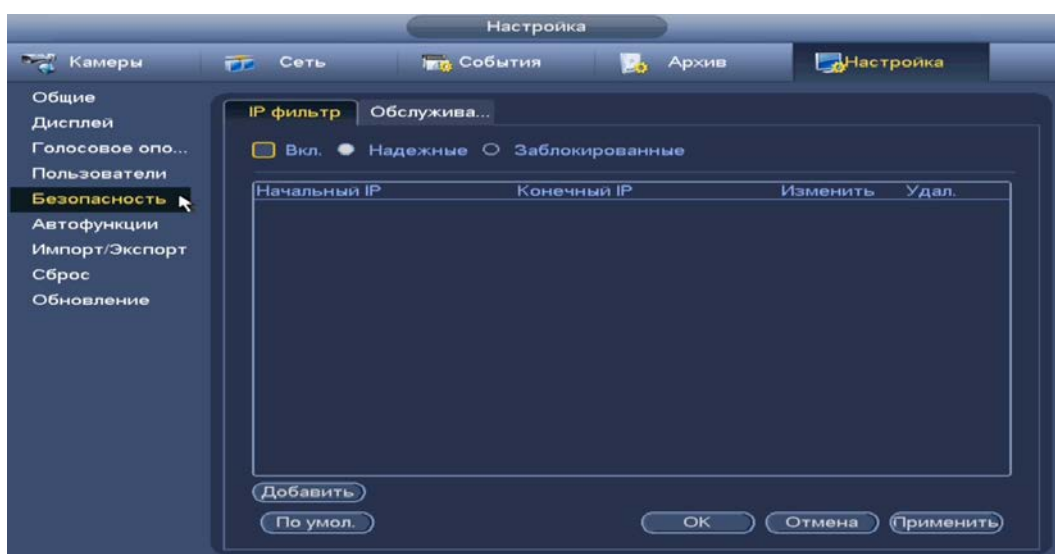 Настройка
Камеры Сеть События Архив Настройка
Общие
Дисплей
Голосовое опо...
Пользователи
Безопасность
Автофункции
Импорт/Экспорт
Сброс
Обновление
IP фильтр Обслужива...
Вкл. Надежные Заблокированные
Начальный IP Конечный IP Изменить Удал.
Добавить
По умол. OK Отмена Применить